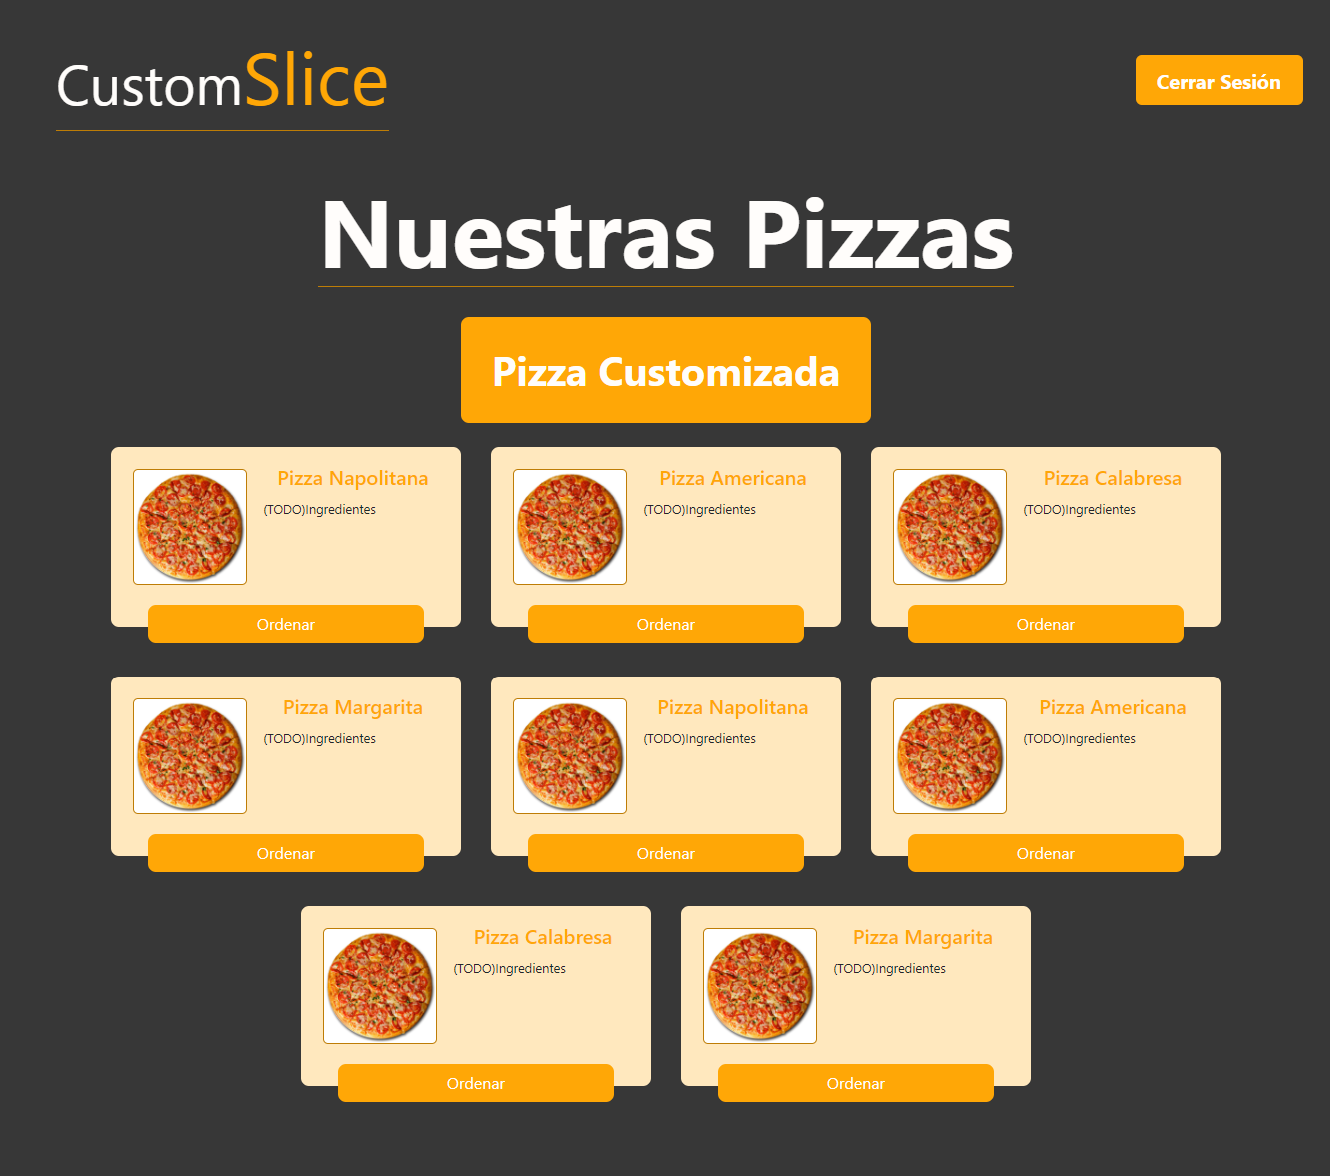 CustomSlice
Cerrar Sesión
Nuestras Pizzas
Pizza Customizada
Pizza Napolitana
(TODO)Ingredientes
Ordenar
Pizza Americana
(TODO)Ingredientes
Ordenar
Pizza Calabresa
(TODO)Ingredientes
Ordenar
Pizza Margarita
(TODO)Ingredientes
Ordenar
Pizza Napolitana
(TODO)Ingredientes
Ordenar
Pizza Americana
(TODO)Ingredientes
Ordenar
Pizza Calabresa
(TODO)Ingredientes
Ordenar
Pizza Margarita
(TODO)Ingredientes
Ordenar